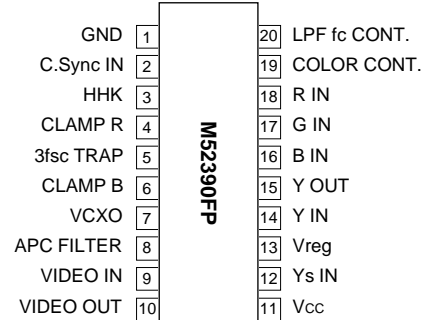 GND 1 20 LPF fc CONT.
C.Sync IN 2 19 COLOR CONT.
HHK 3 18 R IN
CLAMP R 4 17 G IN
3fsc TRAP 5 16 B IN
CLAMP B 6 15 Y OUT
VCXO 7 14 Y IN
APC FILTER 8 13 Vreg
VIDEO IN 9 12 Ys IN
VIDEO OUT 10 11 Vcc
M52390FP